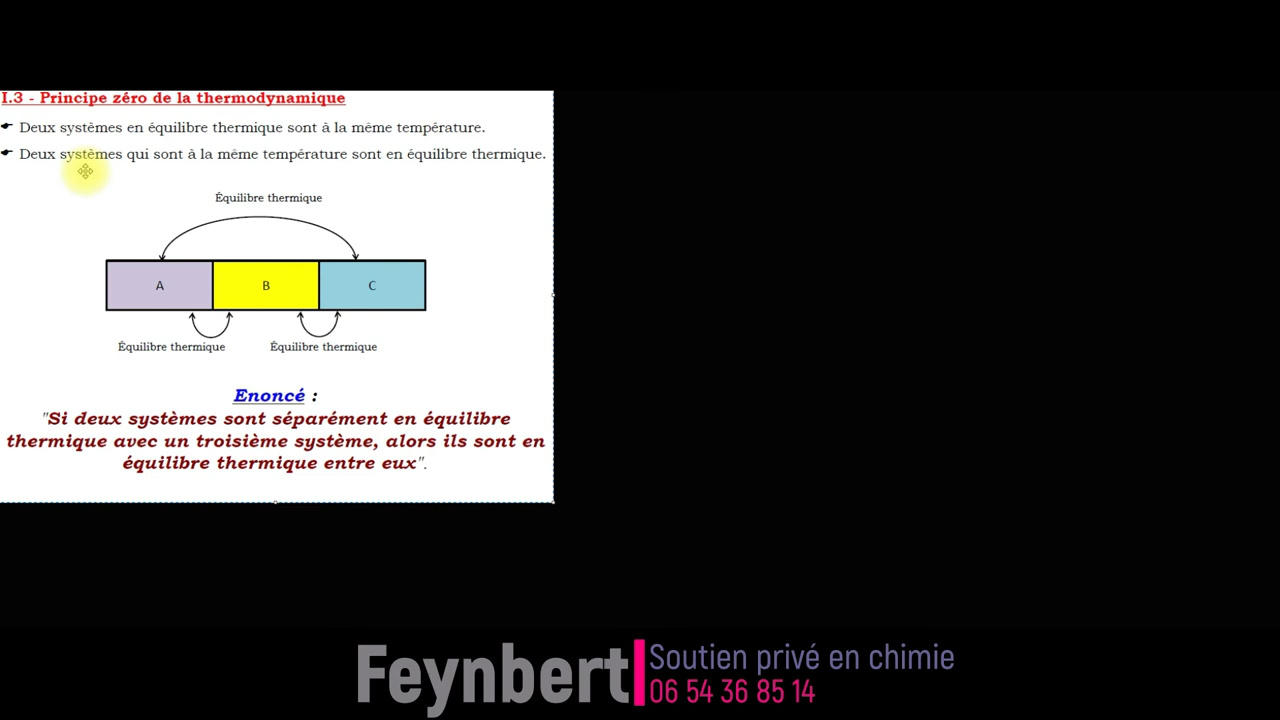 I.3 - Principe zéro de la thermodynamique
Deux systèmes en équilibre thermique sont à la même température.
Deux systèmes qui sont à la même température sont en équilibre thermique.
Équilibre thermique
A B C
Équilibre thermique Équilibre thermique
Enoncé :
"Si deux systèmes sont séparément en équilibre
thermique avec un troisième système, alors ils sont en
équilibre thermique entre eux".
Feynbert
Soutien privé en chimie
06 54 36 85 14